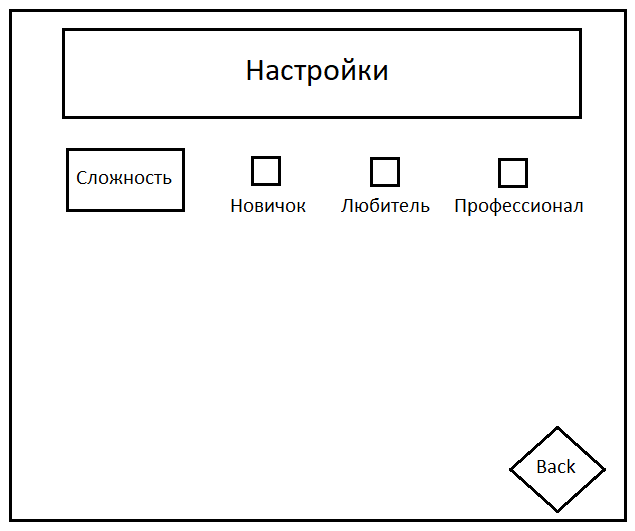 Настройки
Сложность
Новичок
Любитель
Профессионал
Back